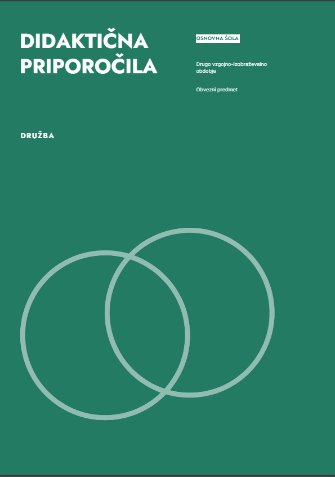 DIDAKTIČNA
PRIPOROČILA
OSNOVNA ŠOLA
Drugo vzgojno-izobraževalno
obdobje
Obvezni predmet
DRUŽBA